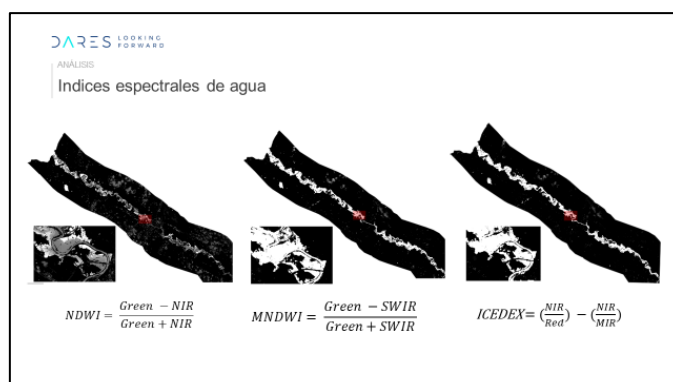 DARES LOOKING FORWARD
ANÁLISIS
Indices espectrales de agua
NDWI = (Green − NIR) / (Green + NIR)
MNDWI = (Green − SWIR) / (Green + SWIR)
ICEDEX= (NIR/Red) − (NIR/MIR)